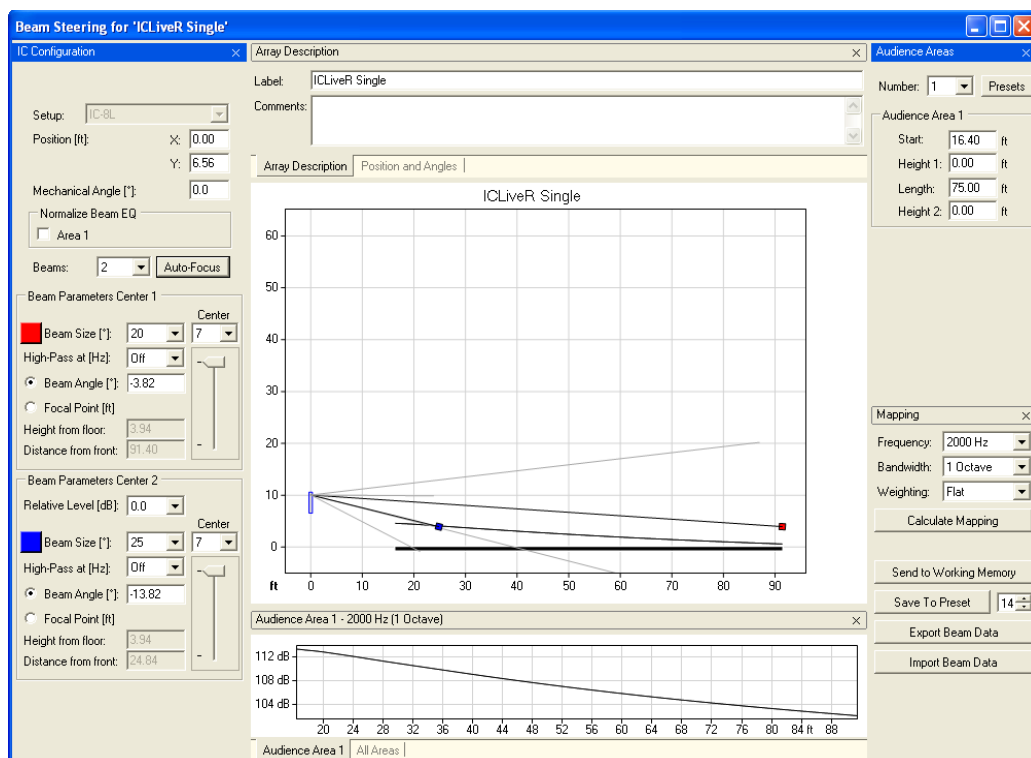 Beam Steering for 'ICLiveR Single'
IC Configuration
Setup: IC-8L
Position [ft]: X: 0.00
Y: 6.56
Mechanical Angle [°]: 0.0
Normalize Beam EQ
Area 1
Beams: 2 Auto-Focus
Beam Parameters Center 1
Center
Beam Size [°]: 20 7
High-Pass at [Hz]: Off
Beam Angle [°]: -3.82
Focal Point [ft]
Height from floor: 3.94
Distance from front: 91.40
Beam Parameters Center 2
Relative Level [dB]: 0.0
Center
Beam Size [°]: 25 7
High-Pass at [Hz]: Off
Beam Angle [°]: -13.82
Focal Point [ft]
Height from floor: 3.94
Distance from front: 24.84
Array Description
Label: ICLiveR Single
Comments:
Array Description Position and Angles
ICLiveR Single
60
50
40
30
20
10
0
ft 0 10 20 30 40 50 60 70 80 90
Audience Area 1 - 2000 Hz (1 Octave)
112 dB
108 dB
104 dB
20 24 28 32 36 40 44 48 52 56 60 64 68 72 76 80 84 ft 88
Audience Area 1 All Areas
Audience Areas
Number: 1 Presets
Audience Area 1
Start: 16.40 ft
Height 1: 0.00 ft
Length: 75.00 ft
Height 2: 0.00 ft
Mapping
Frequency: 2000 Hz
Bandwidth: 1 Octave
Weighting: Flat
Calculate Mapping
Send to Working Memory
Save To Preset 14
Export Beam Data
Import Beam Data